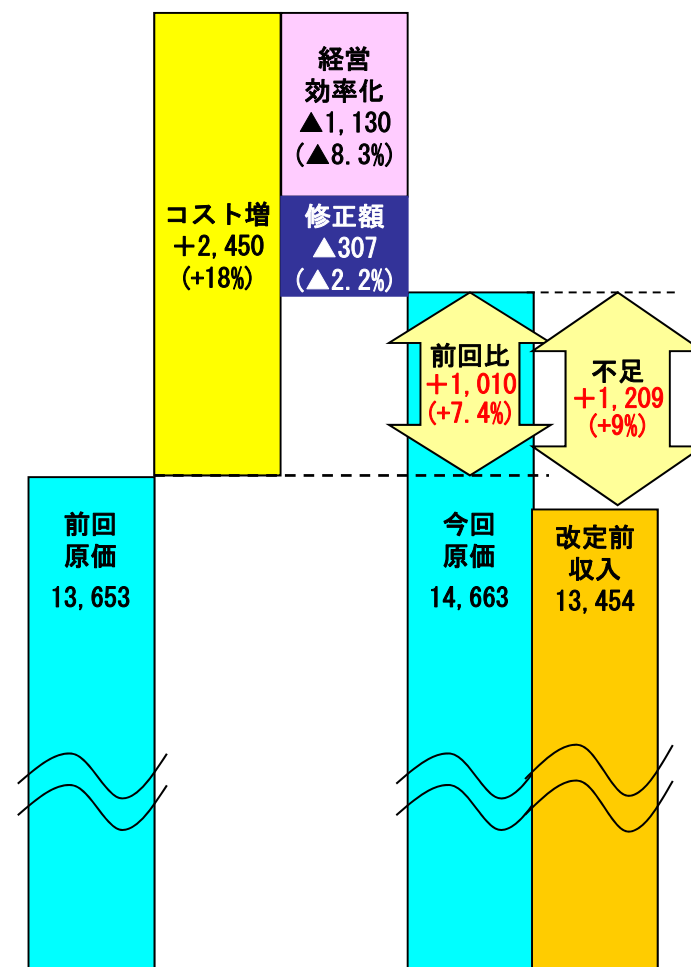 経営
効率化
▲1,130
(▲8.3%)
コスト増
＋2,450
(+18%)
修正額
▲307
(▲2.2%)
前回比
＋1,010
(+7.4%)
不足
＋1,209
(+9%)
前回
原価
13,653
今回
原価
14,663
改定前
収入
13,454